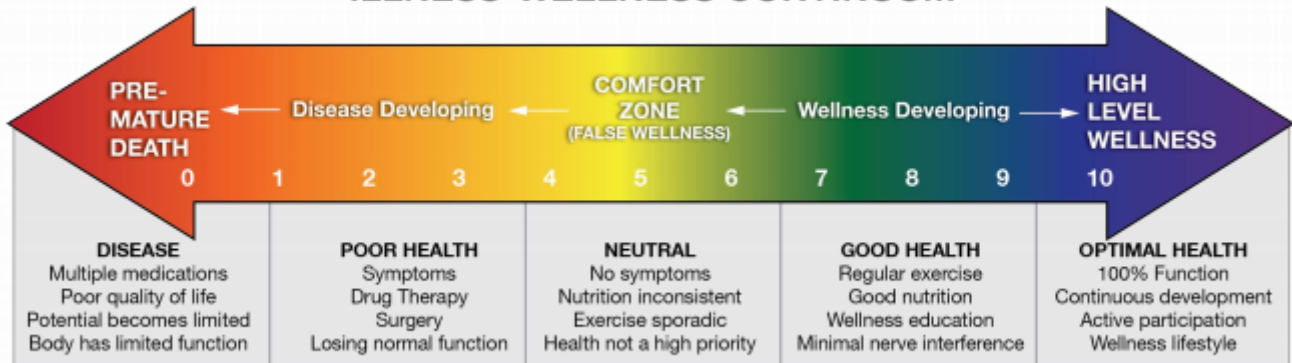 ILLNESS-WELLNESS CONTINUUM
PRE-
MATURE
DEATH
Disease Developing
COMFORT
ZONE
(FALSE WELLNESS)
Wellness Developing
HIGH
LEVEL
WELLNESS
0 1 2 3 4 5 6 7 8 9 10
DISEASE
Multiple medications
Poor quality of life
Potential becomes limited
Body has limited function
POOR HEALTH
Symptoms
Drug Therapy
Surgery
Losing normal function
NEUTRAL
No symptoms
Nutrition inconsistent
Exercise sporadic
Health not a high priority
GOOD HEALTH
Regular exercise
Good nutrition
Wellness education
Minimal nerve interference
OPTIMAL HEALTH
100% Function
Continuous development
Active participation
Wellness lifestyle